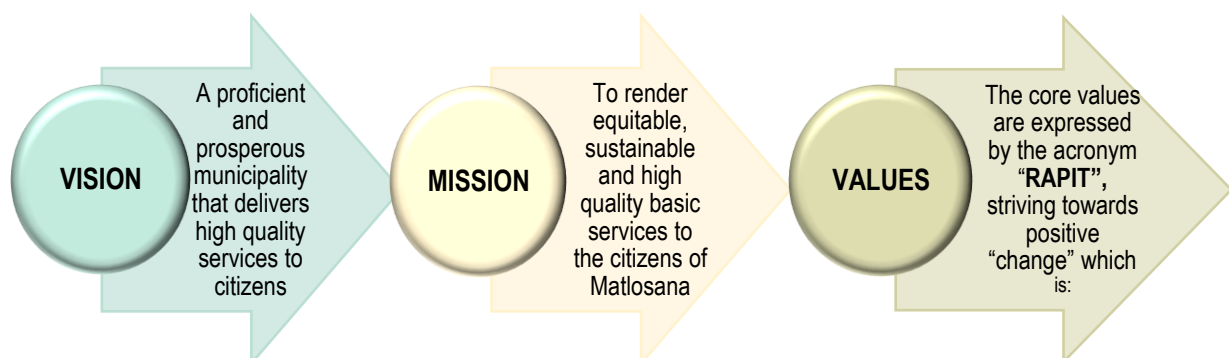 VISION
A proficient
and
prosperous
municipality
that delivers
high quality
services to
citizens
MISSION
To render
equitable,
sustainable
and high
quality basic
services to
the citizens of
Matlosana
VALUES
The core values
are expressed
by the acronym
“RAPIT”,
striving towards
positive
“change” which
is: